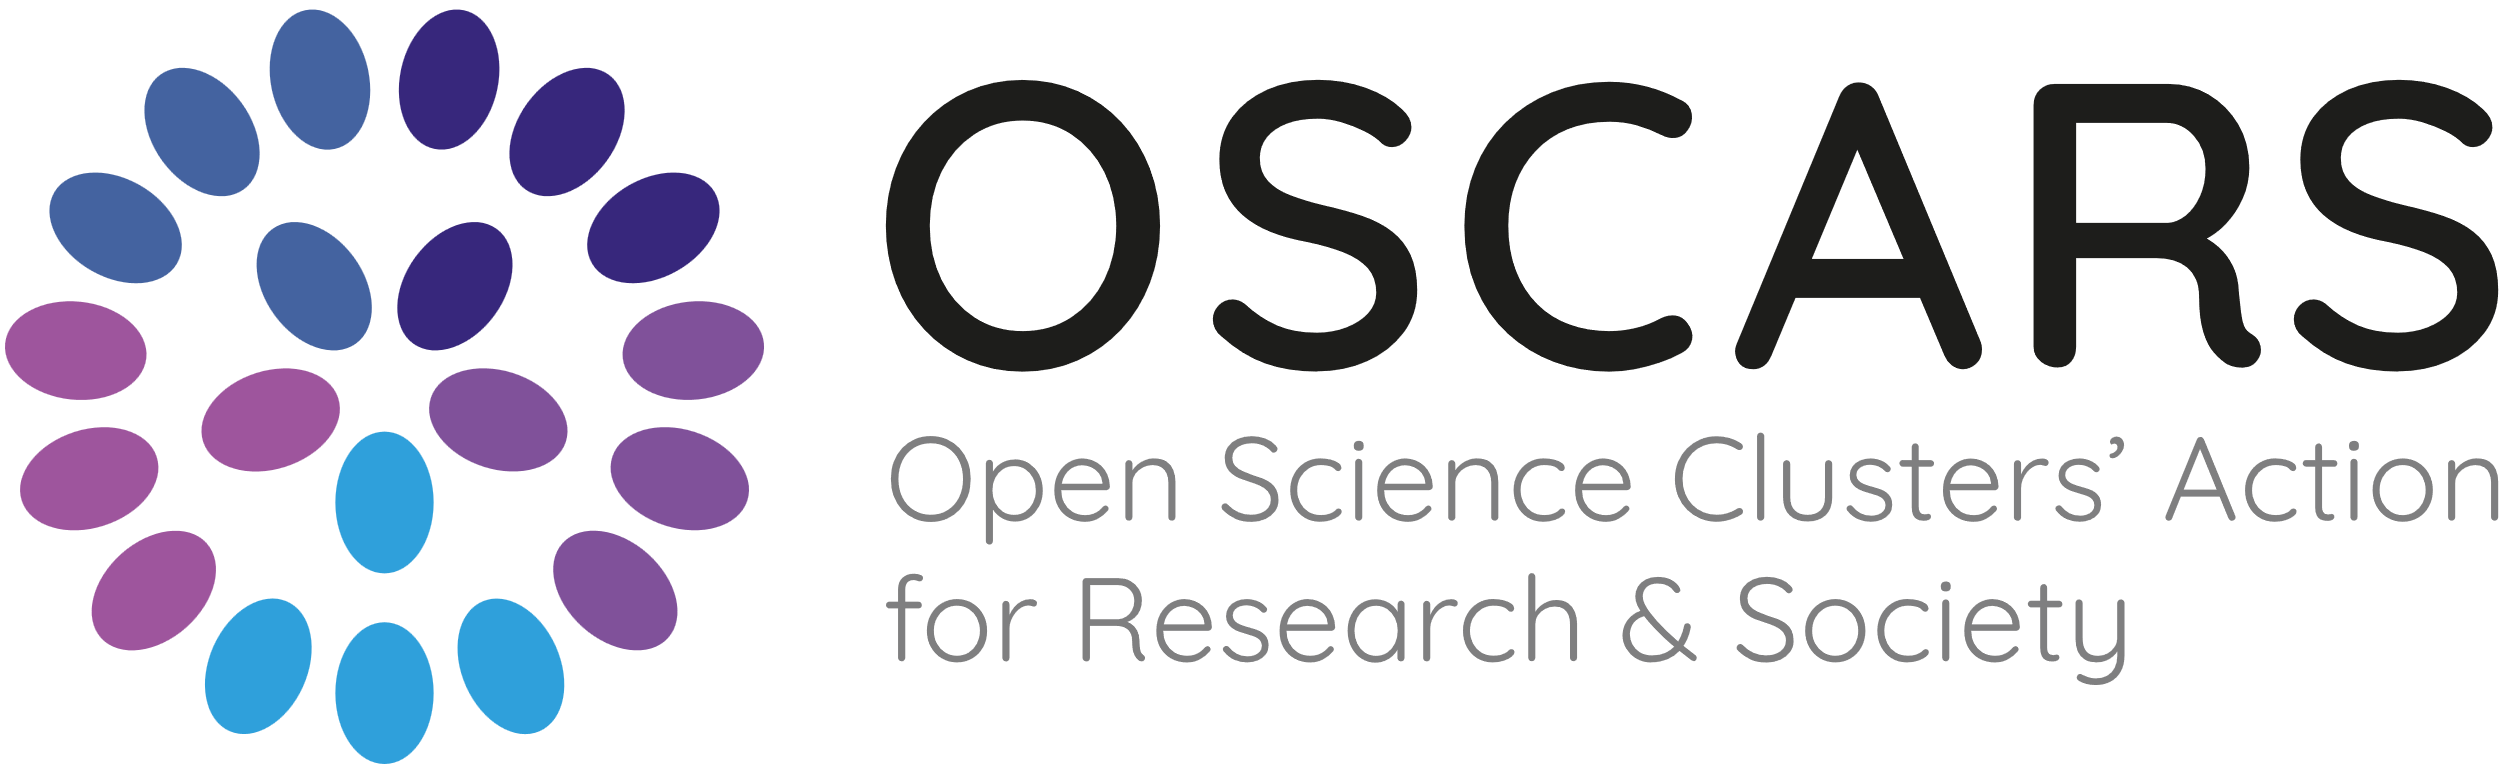 OSCARS
Open Science Clusters’ Action
for Research & Society